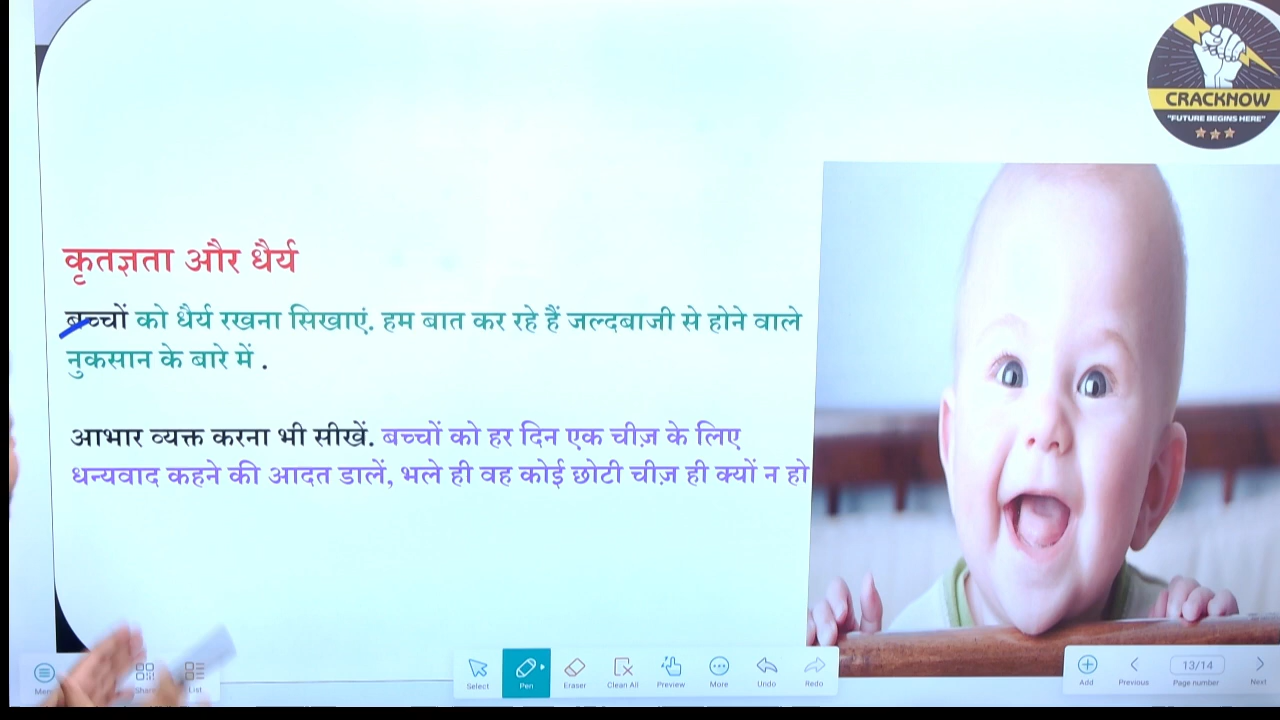 CRACKNOW
"FUTURE BEGINS HERE"
कृतज्ञता और धैर्य
बच्चों को धैर्य रखना सिखाएं. हम बात कर रहे हैं जल्दबाजी से होने वाले
नुकसान के बारे में .
आभार व्यक्त करना भी सीखें. बच्चों को हर दिन एक चीज़ के लिए
धन्यवाद कहने की आदत डालें, भले ही वह कोई छोटी चीज़ ही क्यों न हो
Share List Select Pen Eraser Clean All Preview More Undo Redo Add Previous 13/14 Page number Next